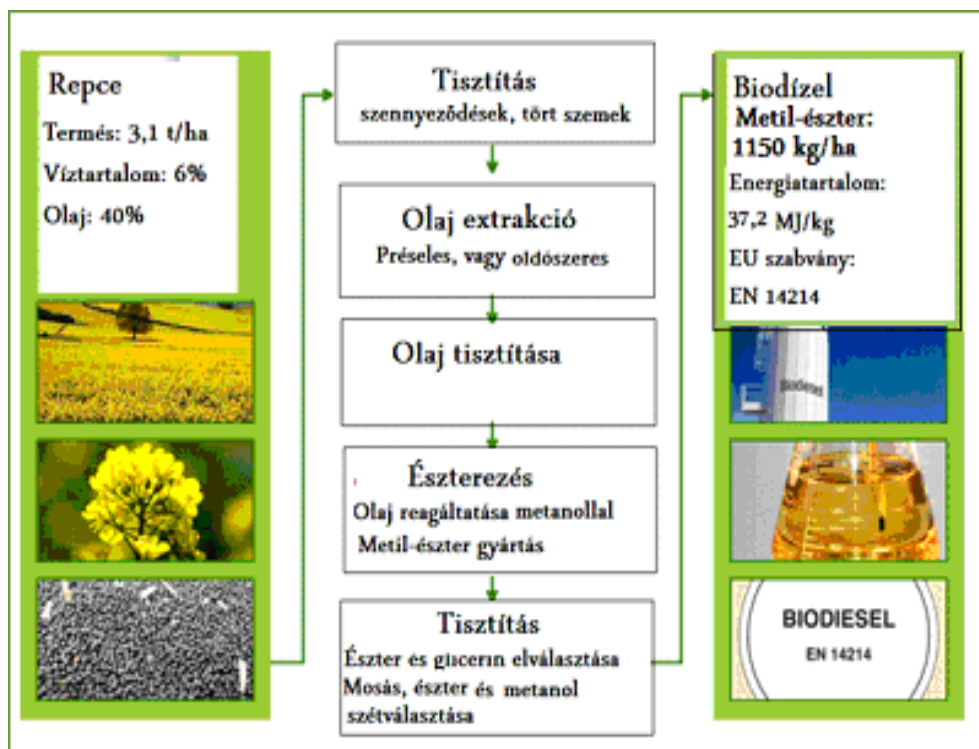 Repce
Termés: 3,1 t/ha
Víztartalom: 6%
Olaj: 40%
Tisztítás
szennyeződések, tört szemek
Olaj extrakció
Préseles, vagy oldószeres
Olaj tisztítása
Észterezés
Olaj reagáltatása metanollal
Metil-észter gyártás
Tisztítás
Észter és glicerin elválasztása
Mosás, észter és metanol
szétválasztása
Biodízel
Metil-észter:
1150 kg/ha
Energiatartalom:
37,2 MJ/kg
EU szabvány:
EN 14214
Biodiesel
BIODIESEL
EN 14214